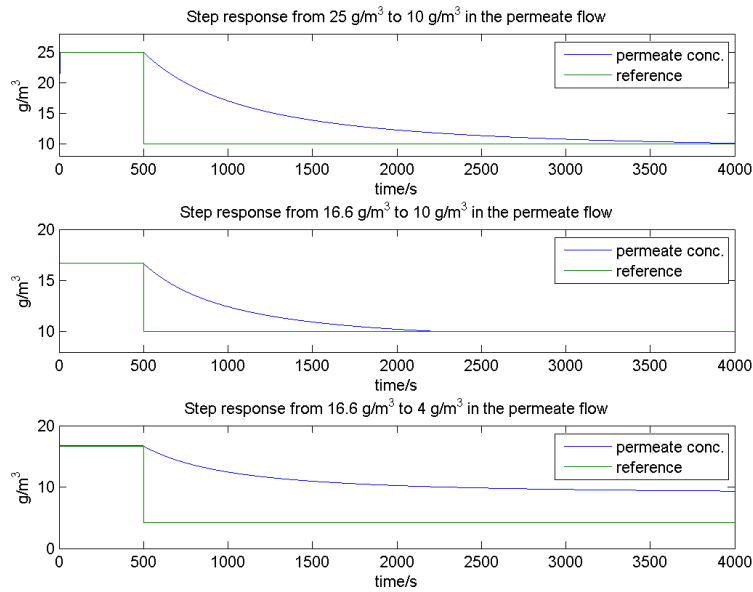 Step response from 25 g/m³ to 10 g/m³ in the permeate flow
25
20
15
10
g/m³
permeate conc.
reference
0 500 1000 1500 2000 2500 3000 3500 4000
time/s
Step response from 16.6 g/m³ to 10 g/m³ in the permeate flow
20
15
10
g/m³
permeate conc.
reference
0 500 1000 1500 2000 2500 3000 3500 4000
time/s
Step response from 16.6 g/m³ to 4 g/m³ in the permeate flow
20
10
0
g/m³
permeate conc.
reference
0 500 1000 1500 2000 2500 3000 3500 4000
time/s